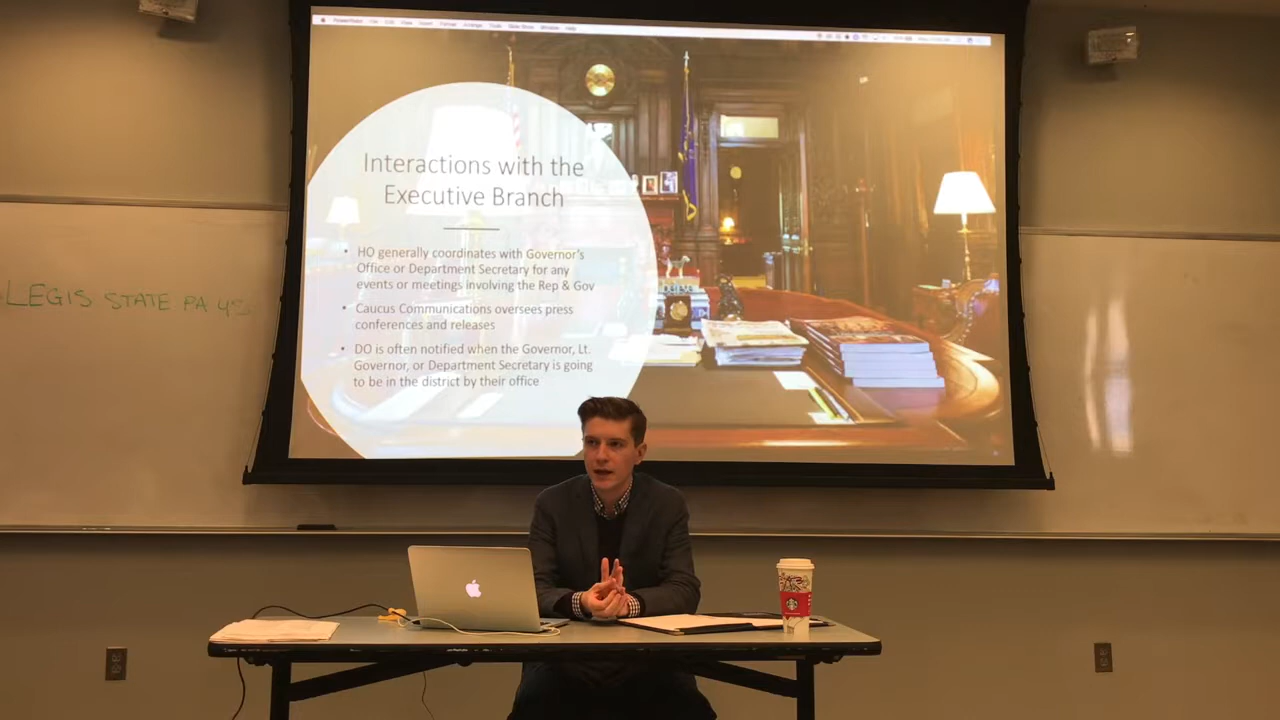 Interactions with the
Executive Branch
• HO generally coordinates with Governor's
Office or Department Secretary for any
events or meetings involving the Rep & Gov
• Caucus Communications oversees press
conferences and releases
• DO is often notified when the Governor, Lt.
Governor, or Department Secretary is going
to be in the district by their office
LEGIS STATE PA